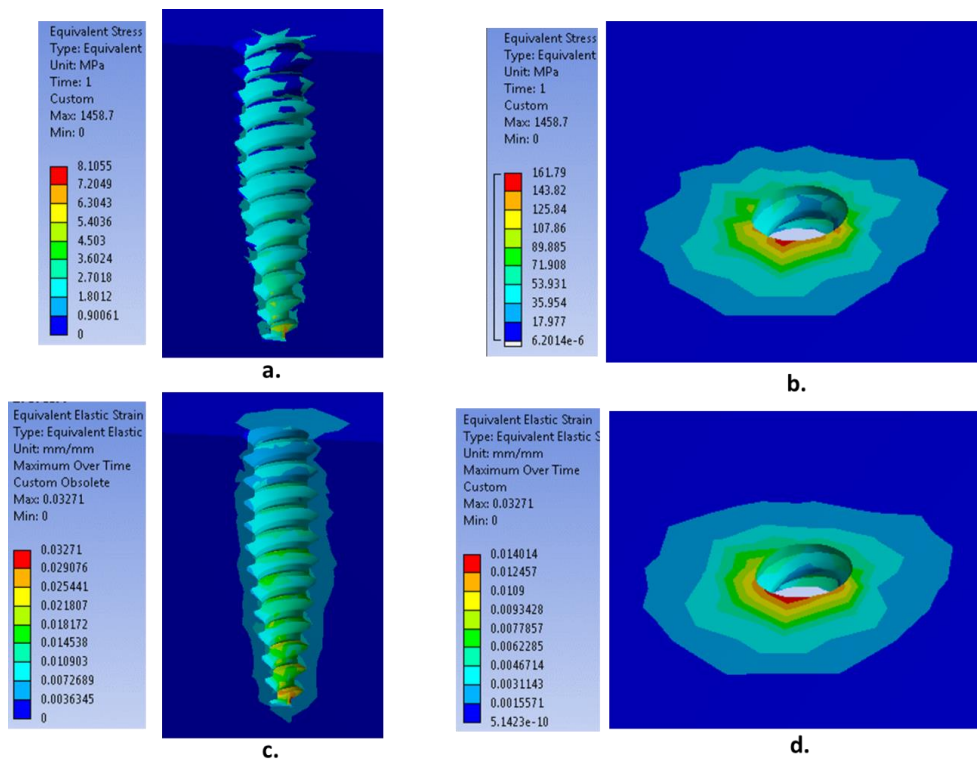 Equivalent Stress
Type: Equivalent
Unit: MPa
Time: 1
Custom
Max: 1458.7
Min: 0
8.1055
7.2049
6.3043
5.4036
4.503
3.6024
2.7018
1.8012
0.90061
0
a.
Equivalent Stress
Type: Equivalent
Unit: MPa
Time: 1
Custom
Max: 1458.7
Min: 0
161.79
143.82
125.84
107.86
89.885
71.908
53.931
35.954
17.977
6.2014e-6
b.
Equivalent Elastic Strain
Type: Equivalent Elastic
Unit: mm/mm
Maximum Over Time
Custom Obsolete
Max: 0.03271
Min: 0
0.03271
0.029076
0.025441
0.021807
0.018172
0.014538
0.010903
0.0072689
0.0036345
0
c.
Equivalent Elastic Strain
Type: Equivalent Elastic S
Unit: mm/mm
Maximum Over Time
Custom
Max: 0.03271
Min: 0
0.014014
0.012457
0.0109
0.0093428
0.0077857
0.0062285
0.0046714
0.0031143
0.0015571
5.1423e-10
d.